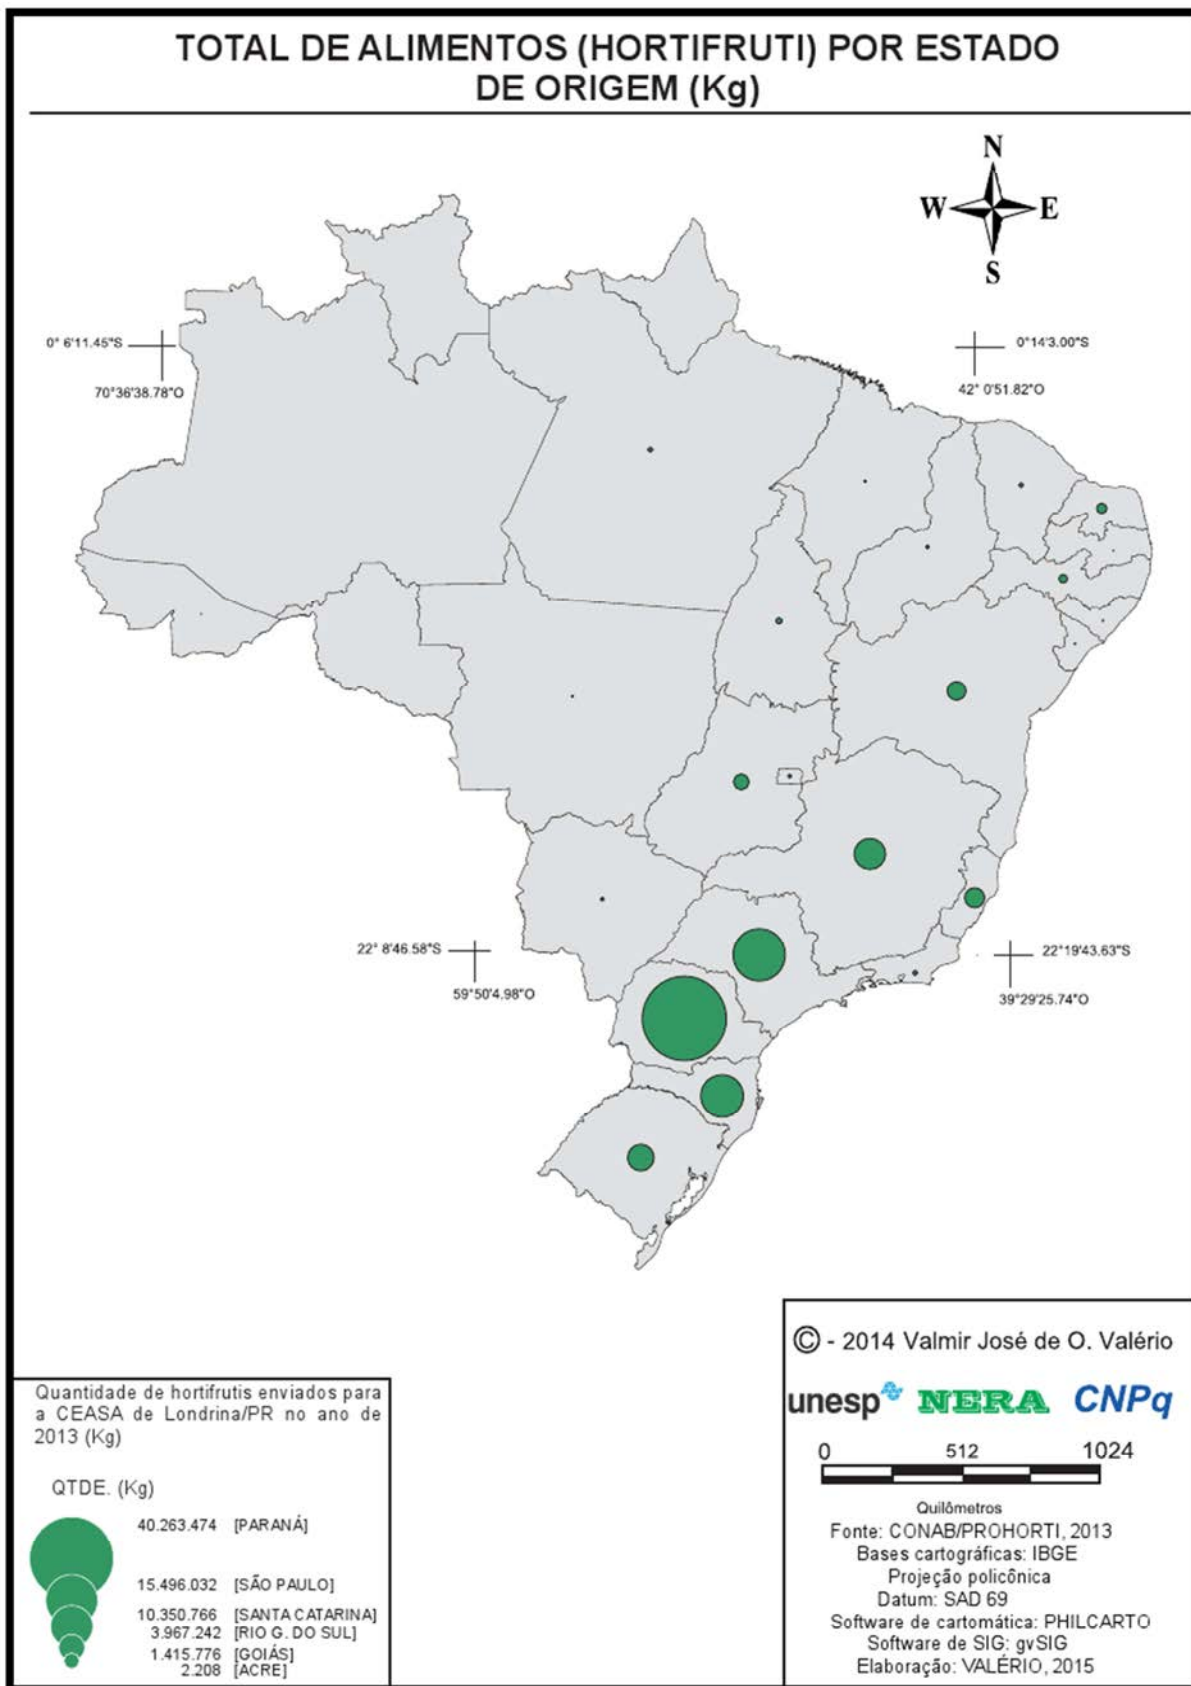 TOTAL DE ALIMENTOS (HORTIFRUTI) POR ESTADO
DE ORIGEM (Kg)
N
W E
S
0° 6'11.45"S
70°36'38.78"O
0°14'3.00"S
42° 0'51.82"O
22° 8'46.58"S
59°50'4.98"O
22°19'43.63"S
39°29'25.74"O
Quantidade de hortifrutis enviados para
a CEASA de Londrina/PR no ano de
2013 (Kg)
QTDE. (Kg)
40.263.474 [PARANÁ]
15.496.032 [SÃO PAULO]
10.350.766 [SANTA CATARINA]
3.967.242 [RIO G. DO SUL]
1.415.776 [GOIÁS]
2.208 [ACRE]
© - 2014 Valmir José de O. Valério
unesp NERA CNPq
0 512 1024
Quilômetros
Fonte: CONAB/PROHORTI, 2013
Bases cartográficas: IBGE
Projeção policônica
Datum: SAD 69
Software de cartomática: PHILCARTO
Software de SIG: gvSIG
Elaboração: VALÉRIO, 2015